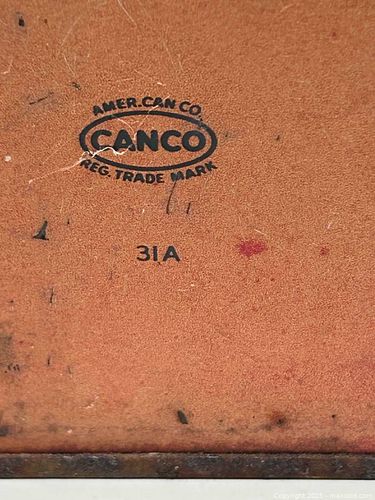 AMER. CAN CO.
CANCO
REG. TRADE MARK
31A